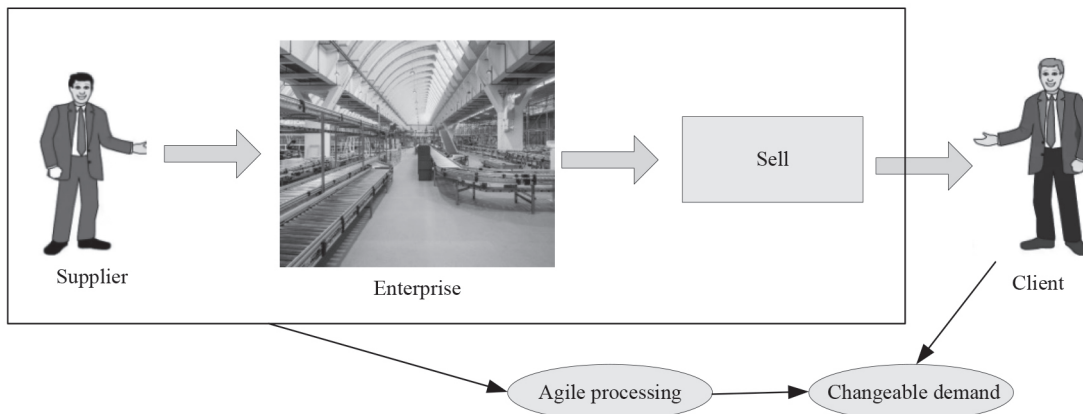 Sell
Supplier
Enterprise
Client
Agile processing
Changeable demand